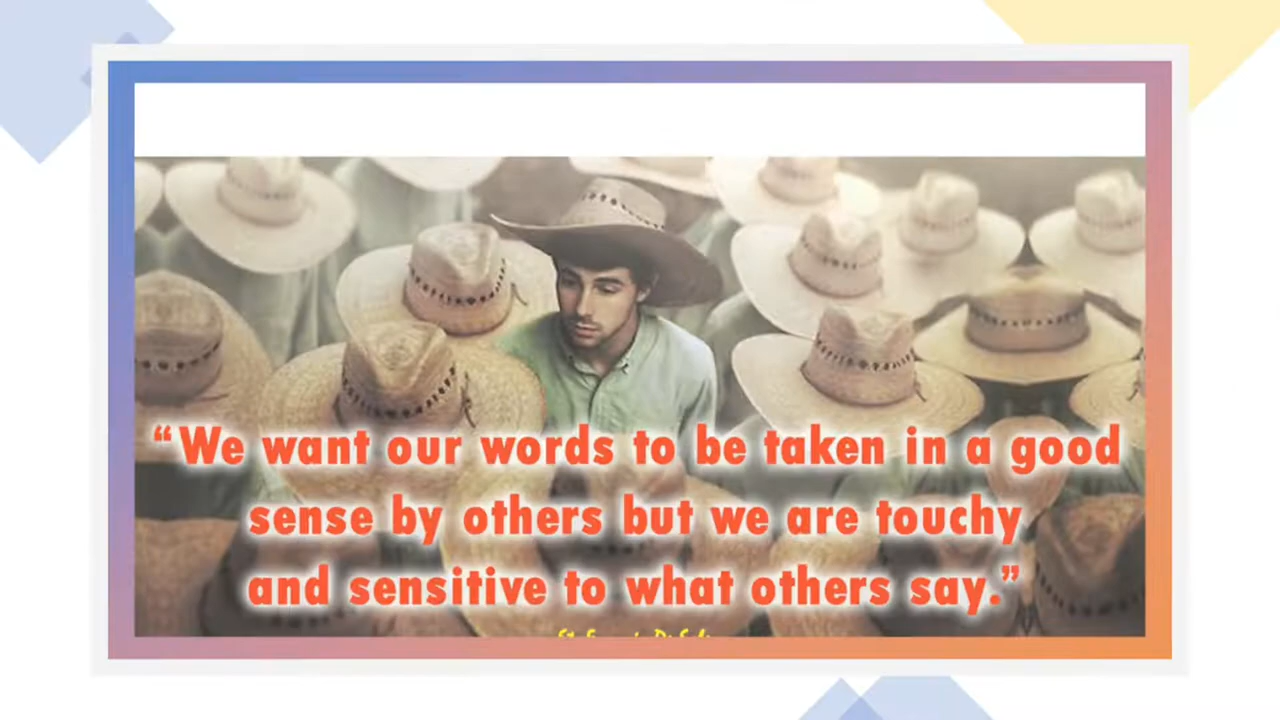 “We want our words to be taken in a good
sense by others but we are touchy
and sensitive to what others say.”